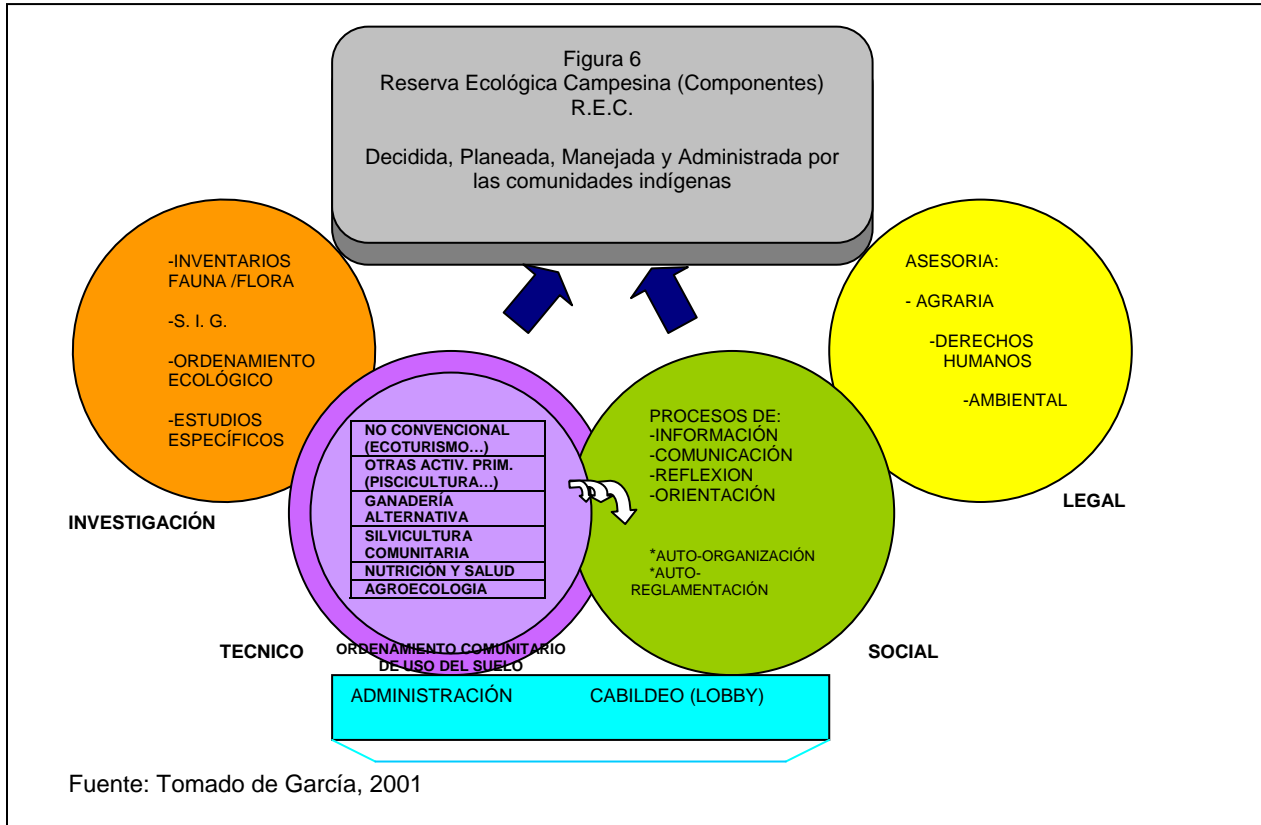 Figura 6
Reserva Ecológica Campesina (Componentes)
R.E.C.
Decidida, Planeada, Manejada y Administrada por
las comunidades indígenas
-INVENTARIOS
FAUNA /FLORA
-S. I. G.
-ORDENAMIENTO
ECOLÓGICO
-ESTUDIOS
ESPECÍFICOS
INVESTIGACIÓN
NO CONVENCIONAL
(ECOTURISMO...)
OTRAS ACTIV. PRIM.
(PISCICULTURA...)
GANADERÍA
ALTERNATIVA
SILVICULTURA
COMUNITARIA
NUTRICIÓN Y SALUD
AGROECOLOGIA
TECNICO
ORDENAMIENTO COMUNITARIO
DE USO DEL SUELO
PROCESOS DE:
-INFORMACIÓN
-COMUNICACIÓN
-REFLEXION
-ORIENTACIÓN
*AUTO-ORGANIZACIÓN
*AUTO-
REGLAMENTACIÓN
SOCIAL
ASESORIA:
- AGRARIA
-DERECHOS
HUMANOS
-AMBIENTAL
LEGAL
ADMINISTRACIÓN CABILDEO (LOBBY)
Fuente: Tomado de García, 2001